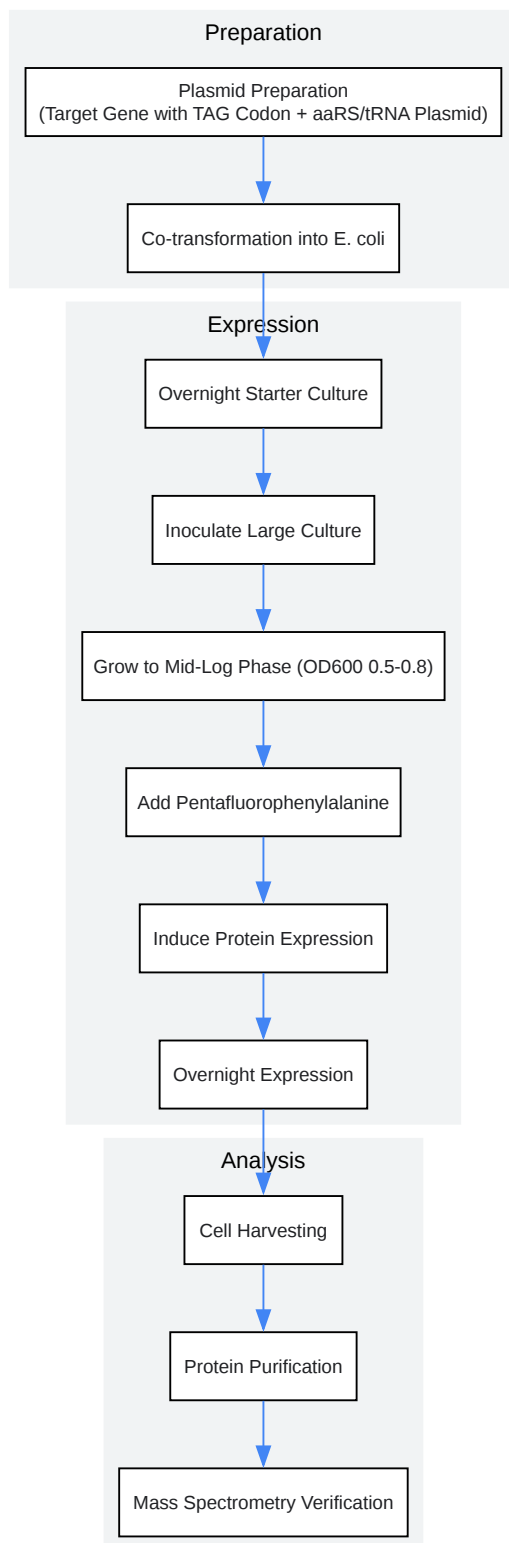 Preparation
Plasmid Preparation
(Target Gene with TAG Codon + aaRS/tRNA Plasmid)
Co-transformation into E. coli
Expression
Overnight Starter Culture
Inoculate Large Culture
Grow to Mid-Log Phase (OD600 0.5-0.8)
Add Pentafluorophenylalanine
Induce Protein Expression
Overnight Expression
Analysis
Cell Harvesting
Protein Purification
Mass Spectrometry Verification